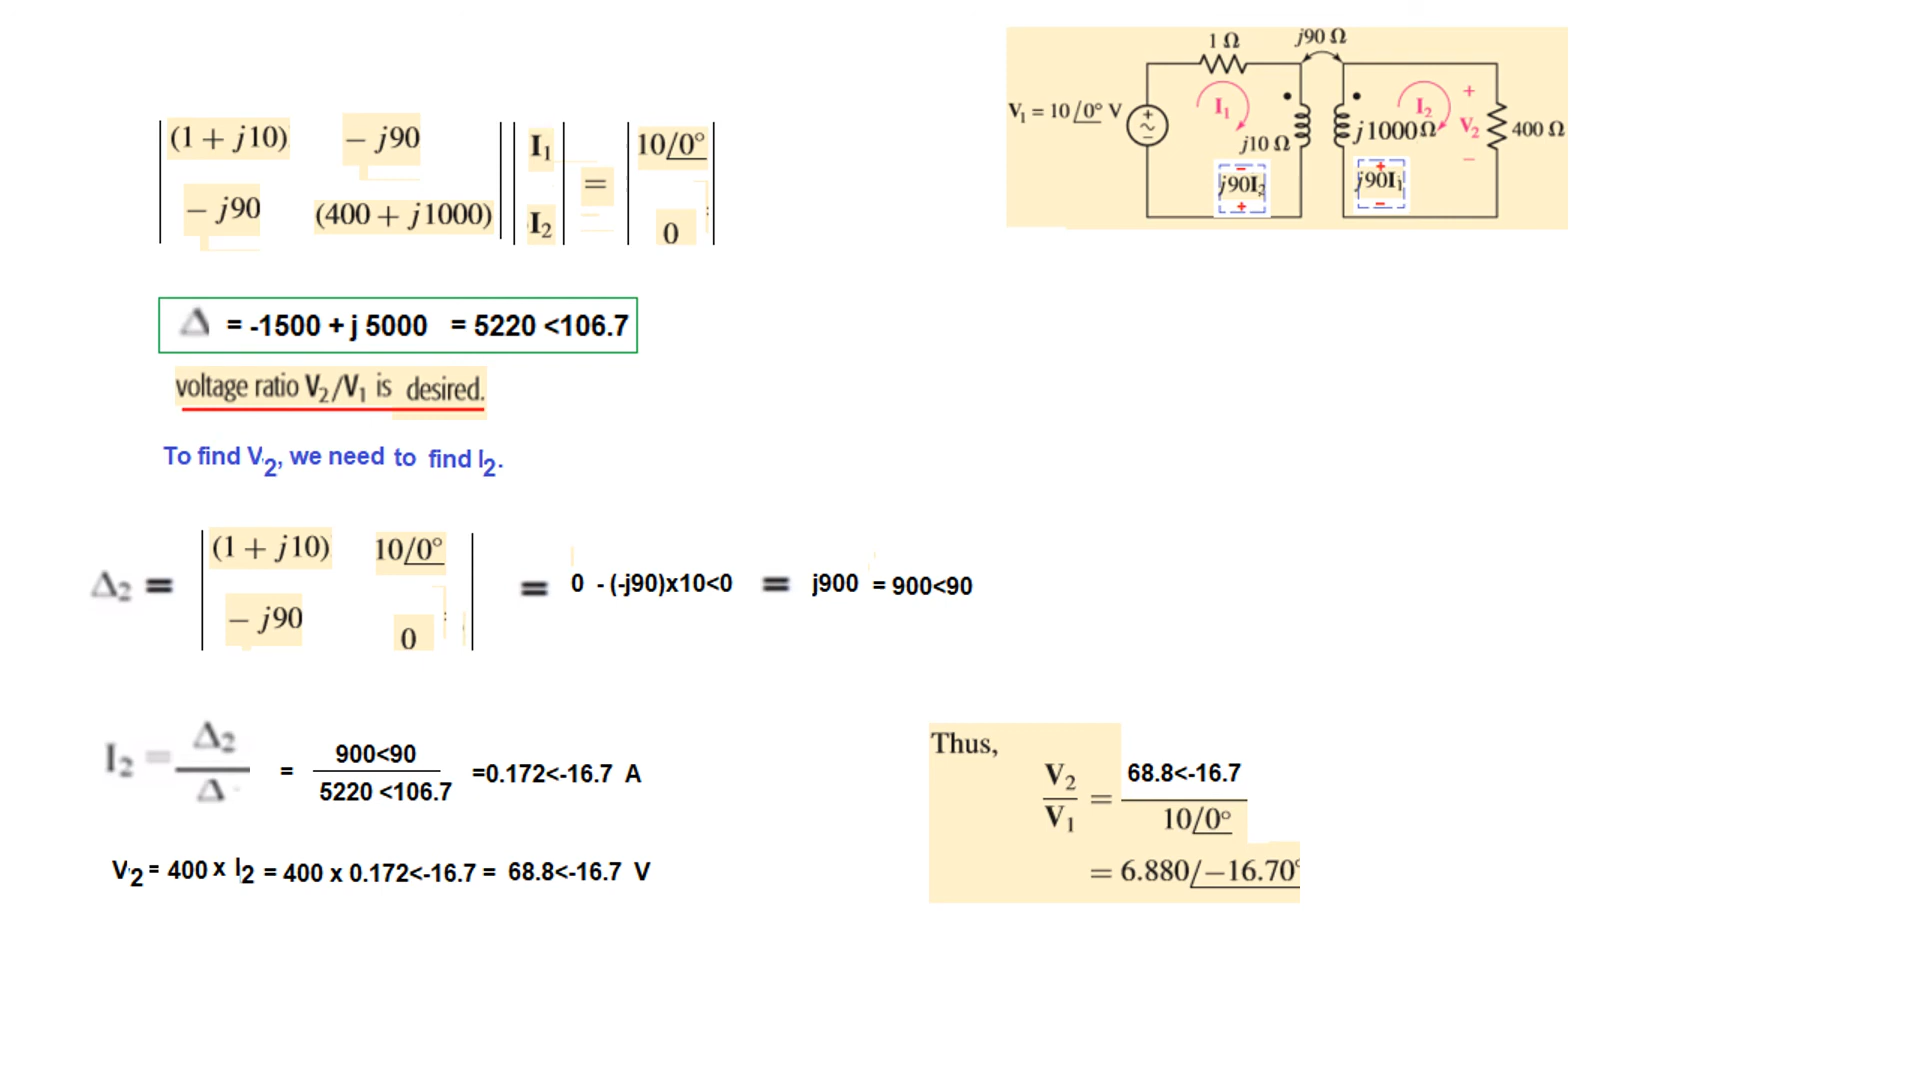 1 Ω j90 Ω
V₁ = 10/0° V
I₁
I₂
+
V₂
−
400 Ω
j10 Ω
j1000 Ω
−
j90I₂
+
+
j90I₁
−
(1 + j10) − j90 I₁ = 10/0°
− j90 (400 + j1000) I₂ 0
Δ = -1500 + j 5000 = 5220 <106.7
voltage ratio V₂/V₁ is desired.
To find V₂, we need to find I₂.
Δ₂ = (1 + j10) 10/0° = 0 - (-j90)x10<0 = j900 = 900<90
− j90 0
I₂ = Δ₂ / Δ = 900<90 / 5220 <106.7 =0.172<-16.7 A
V₂ = 400 x I₂ = 400 x 0.172<-16.7 = 68.8<-16.7 V
Thus,
V₂ / V₁ = 68.8<-16.7 / 10/0°
= 6.880/−16.70°